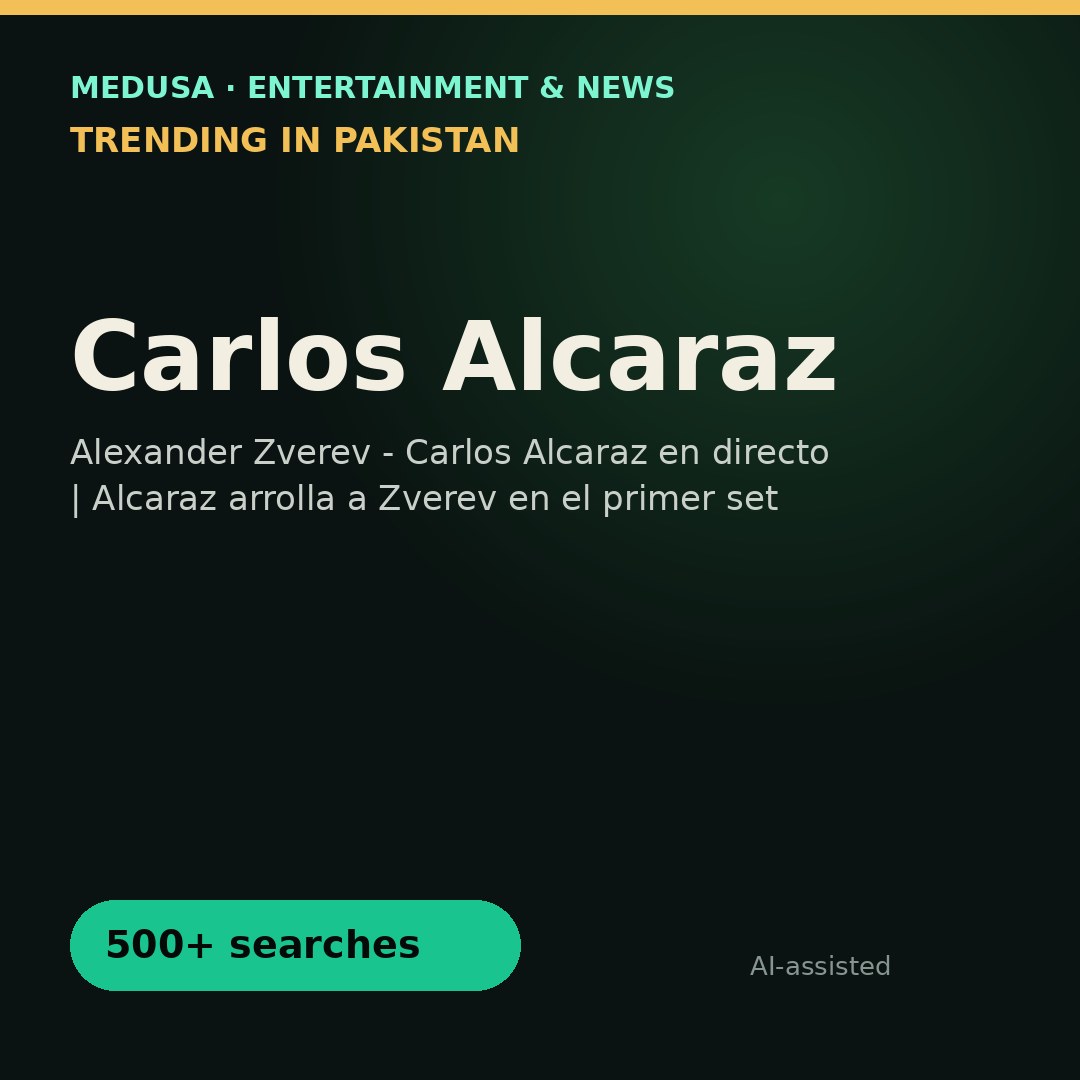 MEDUSA · ENTERTAINMENT & NEWS
TRENDING IN PAKISTAN
Carlos Alcaraz
Alexander Zverev - Carlos Alcaraz en directo
| Alcaraz arrolla a Zverev en el primer set
500+ searches
AI-assisted